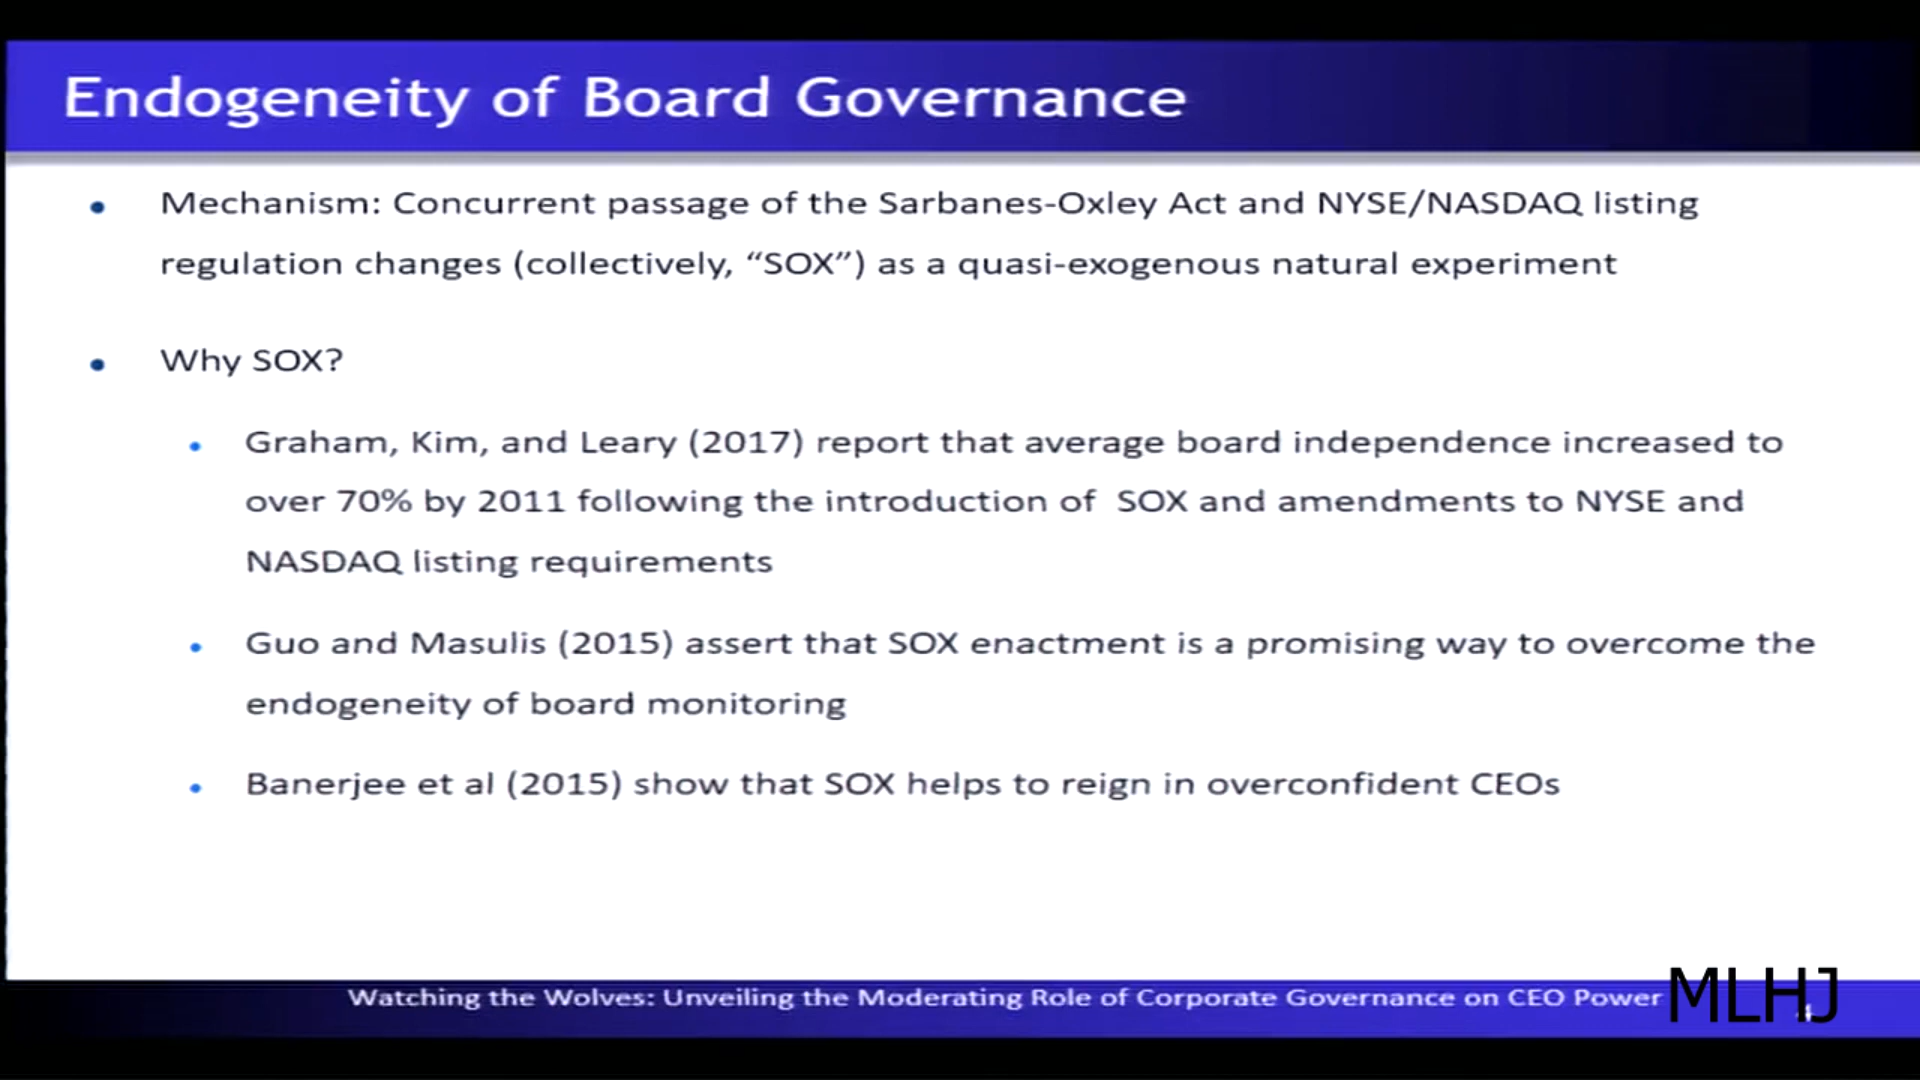 Endogeneity of Board Governance
Mechanism: Concurrent passage of the Sarbanes-Oxley Act and NYSE/NASDAQ listing
regulation changes (collectively, “SOX”) as a quasi-exogenous natural experiment
Why SOX?
Graham, Kim, and Leary (2017) report that average board independence increased to
over 70% by 2011 following the introduction of SOX and amendments to NYSE and
NASDAQ listing requirements
Guo and Masulis (2015) assert that SOX enactment is a promising way to overcome the
endogeneity of board monitoring
Banerjee et al (2015) show that SOX helps to reign in overconfident CEOs
Watching the Wolves: Unveiling the Moderating Role of Corporate Governance on CEO Power
MLHJ
4